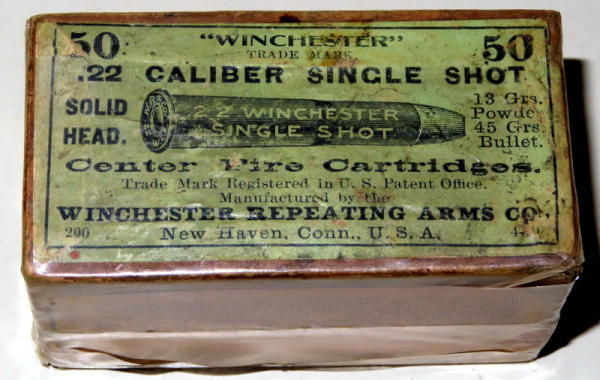 50 "WINCHESTER" 50
TRADE MARK
.22 CALIBER SINGLE SHOT
SOLID HEAD.
22 WINCHESTER
SINGLE SHOT
13 Grs.
Powder
45 Grs.
Bullet.
Center Fire Cartridges.
Trade Mark Registered in U. S. Patent Office.
Manufactured by the
WINCHESTER REPEATING ARMS CO.
200
New Haven, Conn., U. S. A.